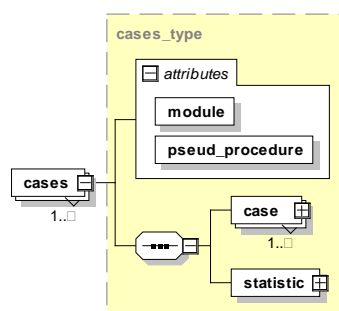 cases_type
attributes
module
pseud_procedure
cases
1..□
case
1..□
statistic